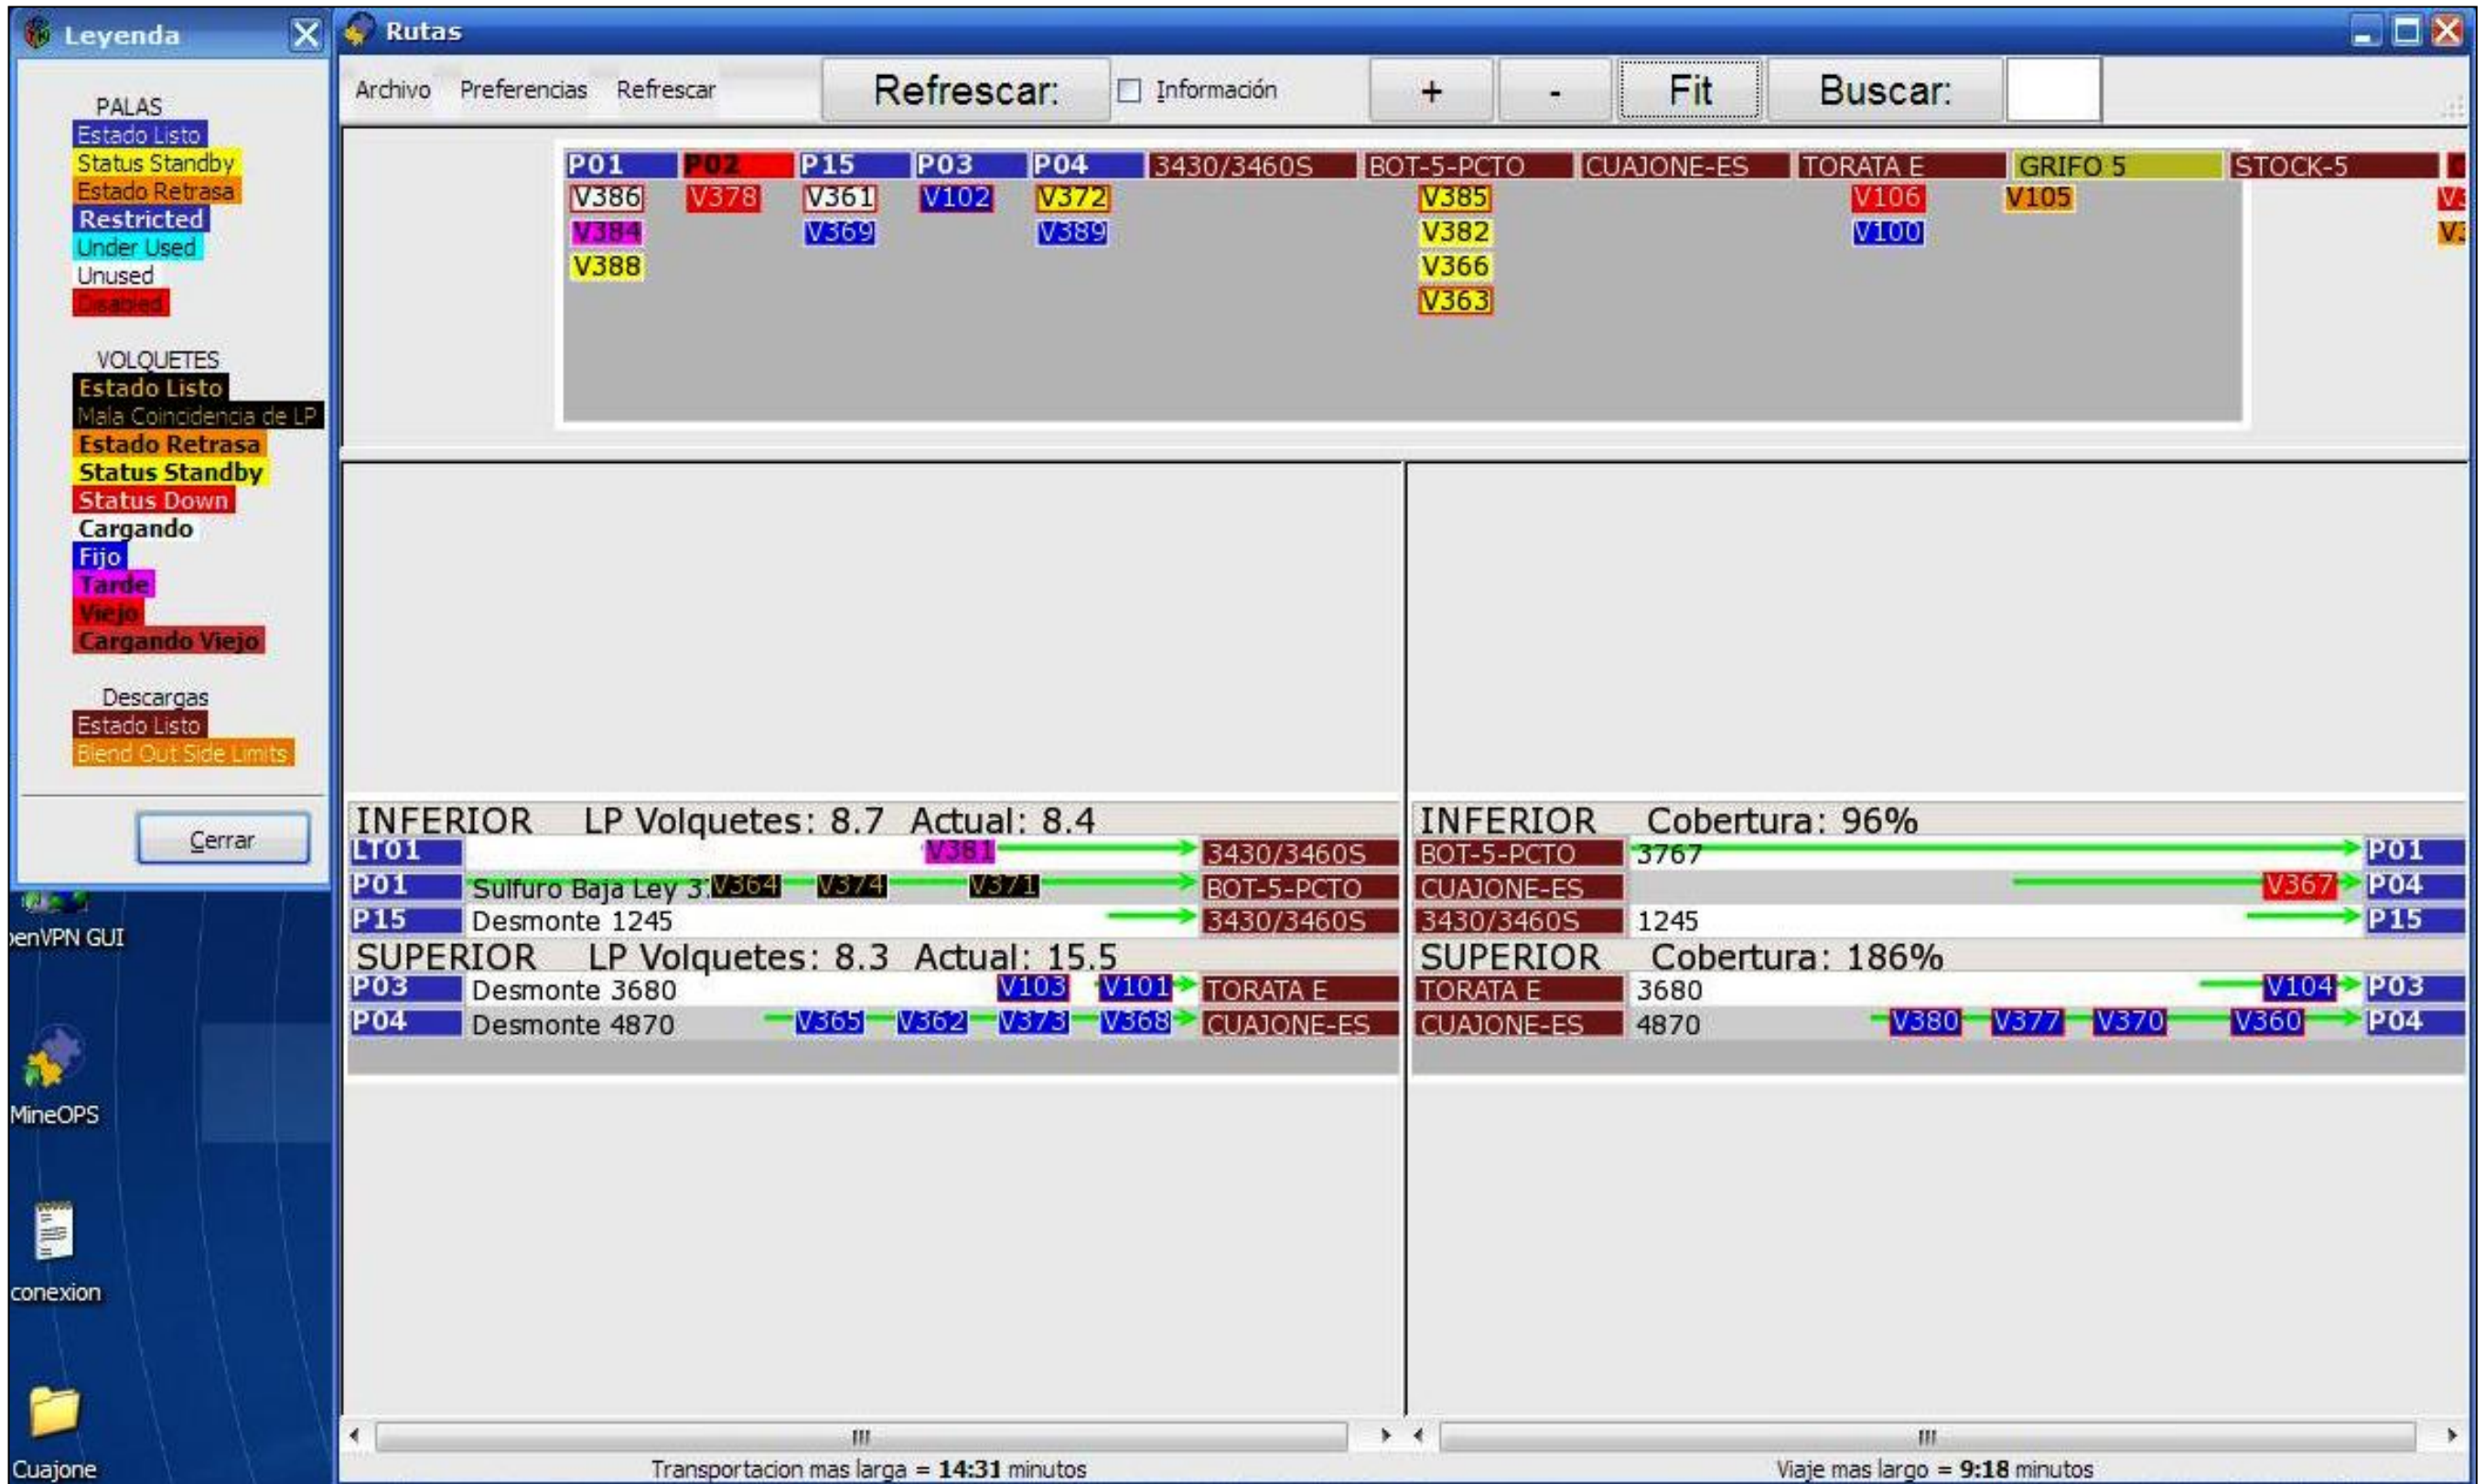 Leyenda
PALAS
Estado Listo
Status Standby
Estado Retrasa
Restricted
Under Used
Unused
Disabled
VOLQUETES
Estado Listo
Mala Coincidencia de LP
Estado Retrasa
Status Standby
Status Down
Cargando
Fijo
Tarde
Viejo
Cargando Viejo
Descargas
Estado Listo
Blend Out Side Limits
Cerrar
Rutas
Archivo Preferencias Refrescar Refrescar: Información + - Fit Buscar:
P01 P02 P15 P03 P04 3430/3460S BOT-5-PCTO CUAJONE-ES TORATA E GRIFO 5 STOCK-5
V386 V378 V361 V102 V372 V385 V106 V105
V384 V369 V389 V382 V100
V388 V366
V363
INFERIOR LP Volquetes: 8.7 Actual: 8.4
LT01 V381 3430/3460S
P01 Sulfuro Baja Ley 3 V364 V374 V371 BOT-5-PCTO
P15 Desmonte 1245 3430/3460S
SUPERIOR LP Volquetes: 8.3 Actual: 15.5
P03 Desmonte 3680 V103 V101 TORATA E
P04 Desmonte 4870 V365 V362 V373 V368 CUAJONE-ES
Transportacion mas larga = 14:31 minutos
INFERIOR Cobertura: 96%
BOT-5-PCTO 3767 P01
CUAJONE-ES V367 P04
3430/3460S 1245 P15
SUPERIOR Cobertura: 186%
TORATA E 3680 V104 P03
CUAJONE-ES 4870 V380 V377 V370 V360 P04
Viaje mas largo = 9:18 minutos
penVPN GUI
MineOPS
conexion
Cuajone